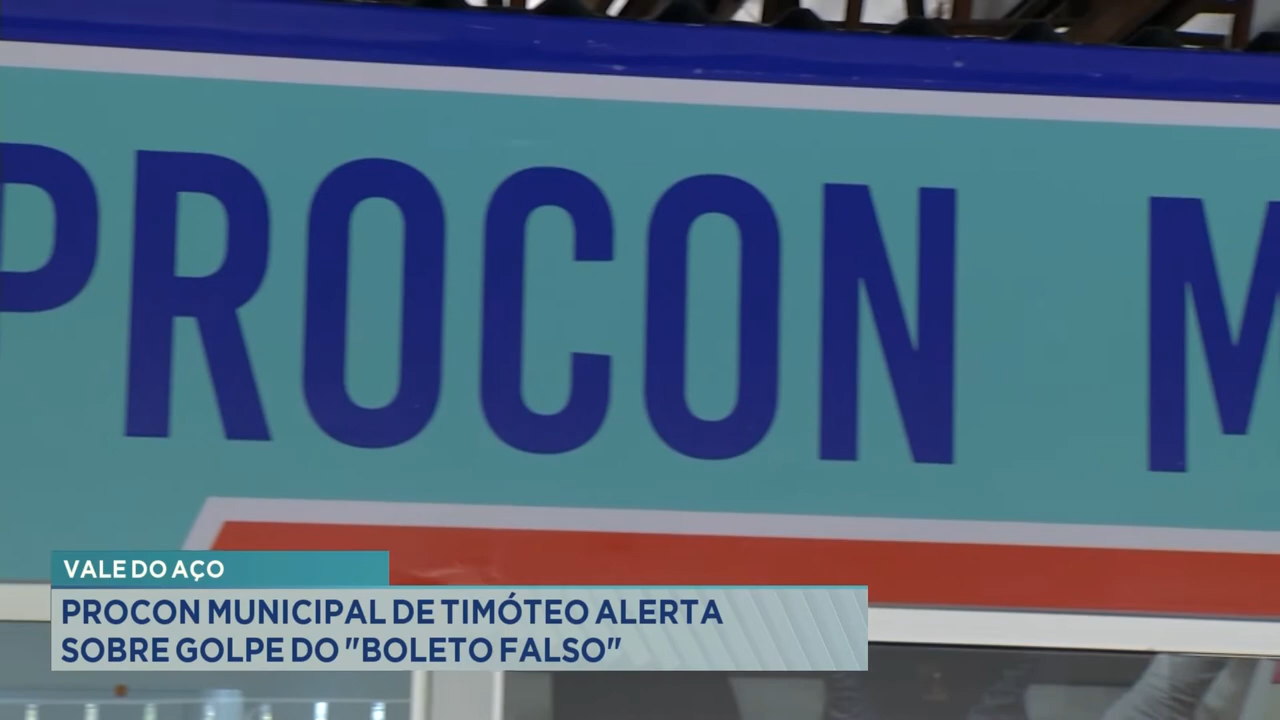 PROCON M
VALE DO AÇO
PROCON MUNICIPAL DE TIMÓTEO ALERTA
SOBRE GOLPE DO "BOLETO FALSO"